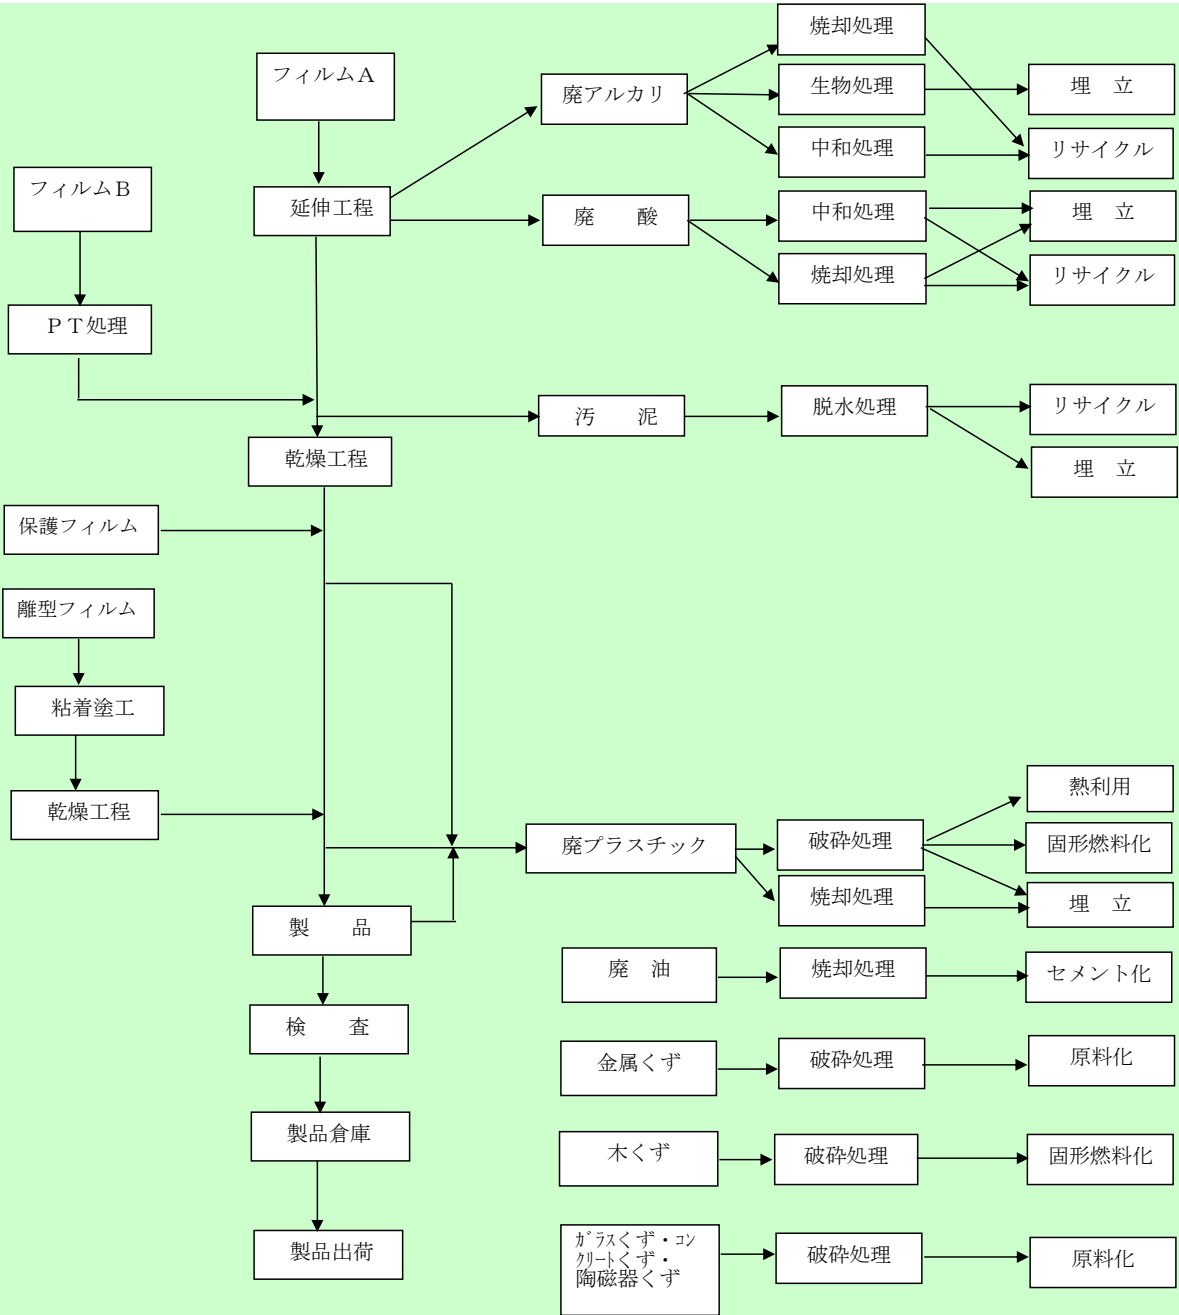 焼却処理
フィルムＡ
廃アルカリ
生物処理
埋　立
中和処理
リサイクル
フィルムＢ
延伸工程
廃　　酸
中和処理
埋　立
焼却処理
リサイクル
ＰＴ処理
汚　　泥
脱水処理
リサイクル
乾燥工程
埋　立
保護フィルム
離型フィルム
粘着塗工
乾燥工程
熱利用
廃プラスチック
破砕処理
固形燃料化
焼却処理
埋　立
製　　品
廃　油
焼却処理
セメント化
検　　査
金属くず
破砕処理
原料化
製品倉庫
木くず
破砕処理
固形燃料化
製品出荷
ｶﾞﾗｽくず・ｺﾝ
ｸﾘｰﾄくず・
陶磁器くず
破砕処理
原料化